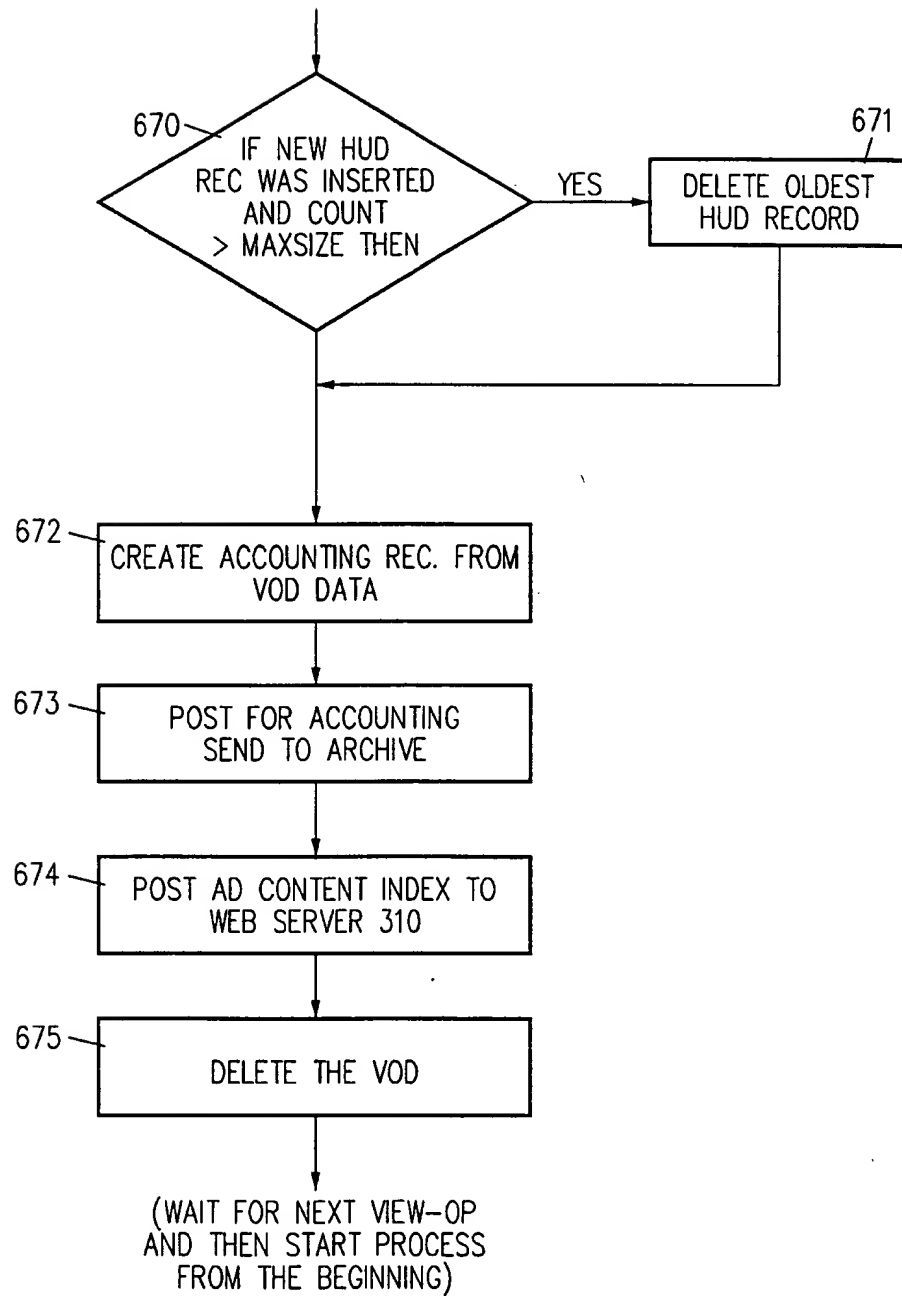 670
IF NEW HUD
REC WAS INSERTED
AND COUNT
> MAXSIZE THEN
YES
671
DELETE OLDEST
HUD RECORD
672
CREATE ACCOUNTING REC. FROM
VOD DATA
673
POST FOR ACCOUNTING
SEND TO ARCHIVE
674
POST AD CONTENT INDEX TO
WEB SERVER 310
675
DELETE THE VOD
(WAIT FOR NEXT VIEW-OP
AND THEN START PROCESS
FROM THE BEGINNING)